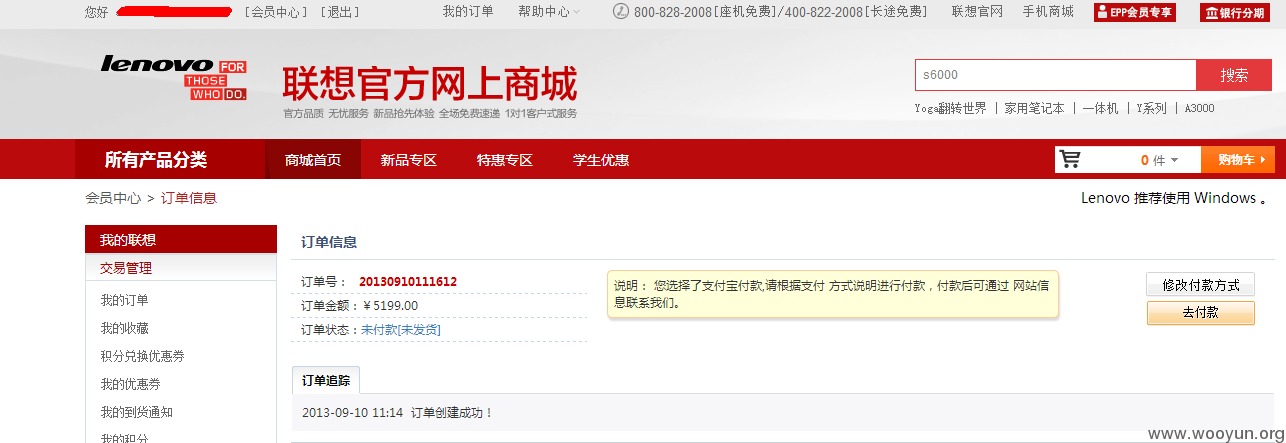 您好 [会员中心] [退出] 我的订单 帮助中心 800-828-2008[座机免费]/400-822-2008[长途免费] 联想官网 手机商城 EPP会员专享 银行分期
lenovo FOR THOSE WHO DO.
联想官方网上商城
官方品质 无忧服务 新品抢先体验 全场免费速递 1对1客户式服务
s6000 搜索
Yoga翻转世界 | 家用笔记本 | 一体机 | Y系列 | A3000
所有产品分类 商城首页 新品专区 特惠专区 学生优惠 0 件 购物车
会员中心 > 订单信息 Lenovo 推荐使用 Windows 。
我的联想
交易管理
我的订单
我的收藏
积分兑换优惠券
我的优惠券
我的到货通知
我的积分
订单信息
订单号： 20130910111612
订单金额：￥5199.00
订单状态：未付款[未发货]
说明： 您选择了支付宝付款,请根据支付 方式说明进行付款，付款后可通过 网站信
息联系我们。
修改付款方式
去付款
订单追踪
2013-09-10 11:14 订单创建成功！
www.wooyun.org